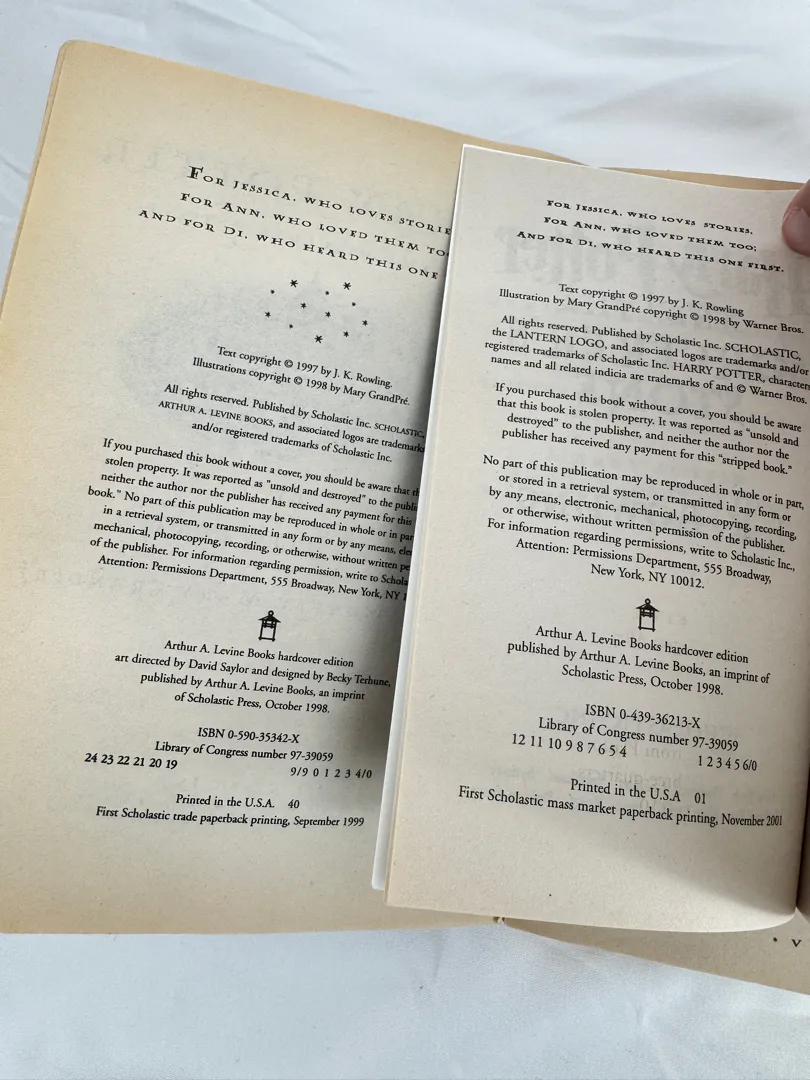 FOR JESSICA, WHO LOVES
FOR ANN, WHO LOVED THEM
AND FOR DI, WHO HEARD THIS ONE
Text copyright © 1997 by J. K. Rowling.
Illustrations copyright © 1998 by Mary GrandPré.
All rights reserved. Published by Scholastic Inc. SCHOLASTIC,
ARTHUR A. LEVINE BOOKS, and associated logos are
and/or registered trademarks of Scholastic Inc.
If you purchased this book without a cover, you should be aware that
stolen property. It was reported as "unsold and destroyed" to the
neither the author nor the publisher has received any payment for this
book." No part of this publication may be reproduced in whole or in
in a retrieval system, or transmitted in any form or by any means,
mechanical, photocopying, recording, or otherwise, without written
of the publisher. For information regarding permission, write to
Attention: Permissions Department, 555 Broadway, New York, NY
Arthur A. Levine Books hardcover edition
art directed by David Saylor and designed by Becky Terhune,
published by Arthur A. Levine Books, an imprint
of Scholastic Press, October 1998.
ISBN 0-590-35342-X
Library of Congress number 97-39059
24 23 22 21 20 19 9/9 0 1 2 3 4/0
Printed in the U.S.A. 40
First Scholastic trade paperback printing, September 1999
FOR JESSICA, WHO LOVES STORIES,
FOR ANN, WHO LOVED THEM TOO;
AND FOR DI, WHO HEARD THIS ONE FIRST.
Text copyright © 1997 by J. K. Rowling
Illustration by Mary GrandPré copyright © 1998 by Warner Bros.
All rights reserved. Published by Scholastic Inc. SCHOLASTIC,
the LANTERN LOGO, and associated logos are trademarks and/or
registered trademarks of Scholastic Inc. HARRY POTTER, characters,
names and all related indicia are trademarks of and © Warner Bros.
If you purchased this book without a cover, you should be aware
that this book is stolen property. It was reported as "unsold and
destroyed" to the publisher, and neither the author nor the
publisher has received any payment for this "stripped book."
No part of this publication may be reproduced in whole or in part,
or stored in a retrieval system, or transmitted in any form or
by any means, electronic, mechanical, photocopying, recording,
or otherwise, without written permission of the publisher.
For information regarding permissions, write to Scholastic Inc.,
Attention: Permissions Department, 555 Broadway,
New York, NY 10012.
Arthur A. Levine Books hardcover edition
published by Arthur A. Levine Books, an imprint of
Scholastic Press, October 1998.
ISBN 0-439-36213-X
Library of Congress number 97-39059
12 11 10 9 8 7 6 5 4 1 2 3 4 5 6/0
Printed in the U.S.A 01
First Scholastic mass market paperback printing, November 2001
• V